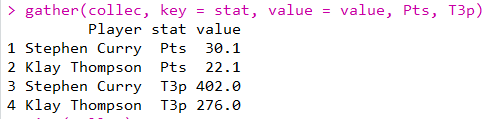 > gather(collec, key = stat, value = value, Pts, T3p)
Player stat value
1 Stephen Curry Pts 30.1
2 Klay Thompson Pts 22.1
3 Stephen Curry T3p 402.0
4 Klay Thompson T3p 276.0